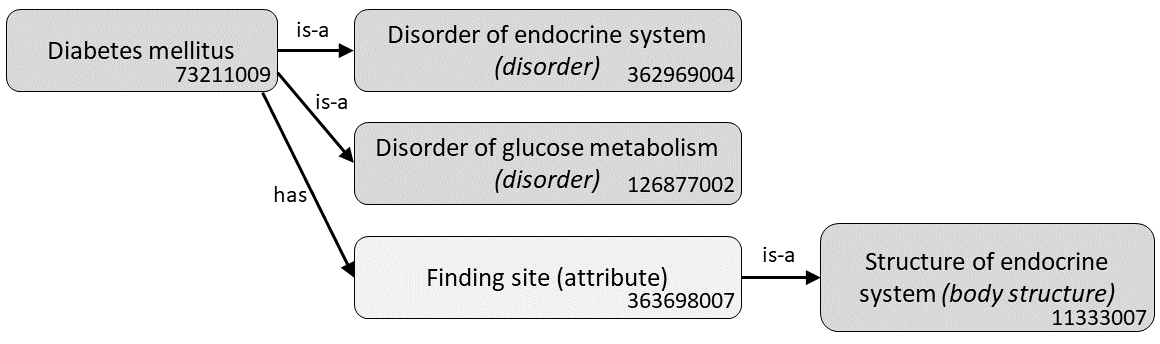 Diabetes mellitus
73211009
is-a
Disorder of endocrine system
(disorder)
362969004
is-a
Disorder of glucose metabolism
(disorder)
126877002
has
Finding site (attribute)
363698007
is-a
Structure of endocrine
system (body structure)
11333007